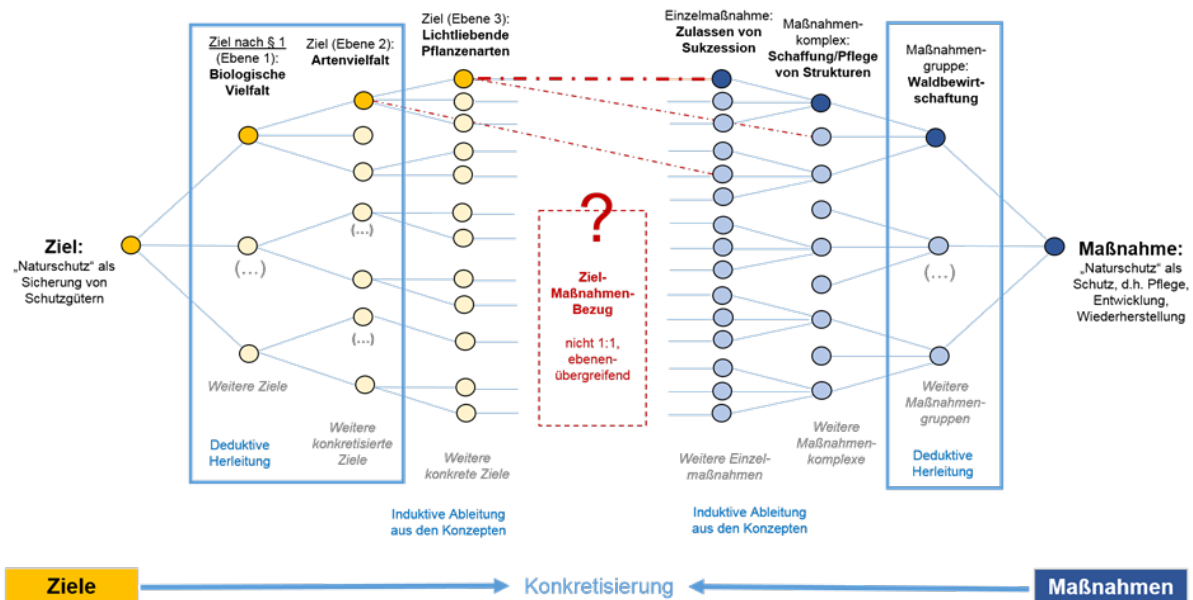 Ziel:
„Naturschutz“ als
Sicherung von
Schutzgütern
Ziel nach § 1
(Ebene 1):
Biologische
Vielfalt
(…)
Weitere Ziele
Deduktive
Herleitung
Ziel (Ebene 2):
Artenvielfalt
(…)
(…)
Weitere
konkretisierte
Ziele
Ziel (Ebene 3):
Lichtliebende
Pflanzenarten
Weitere
konkrete Ziele
Induktive Ableitung
aus den Konzepten
?
Ziel-
Maßnahmen-
Bezug
nicht 1:1,
ebenen-
übergreifend
Einzelmaßnahme:
Zulassen von
Sukzession
Weitere Einzel-
maßnahmen
Induktive Ableitung
aus den Konzepten
Maßnahmen-
komplex:
Schaffung/Pflege
von Strukturen
Weitere
Maßnahmen-
komplexe
Maßnahmen-
gruppe:
Waldbewirt-
schaftung
(…)
Weitere
Maßnahmen-
gruppen
Deduktive
Herleitung
Maßnahme:
„Naturschutz“ als
Schutz, d.h. Pflege,
Entwicklung,
Wiederherstellung
Ziele
Konkretisierung
Maßnahmen